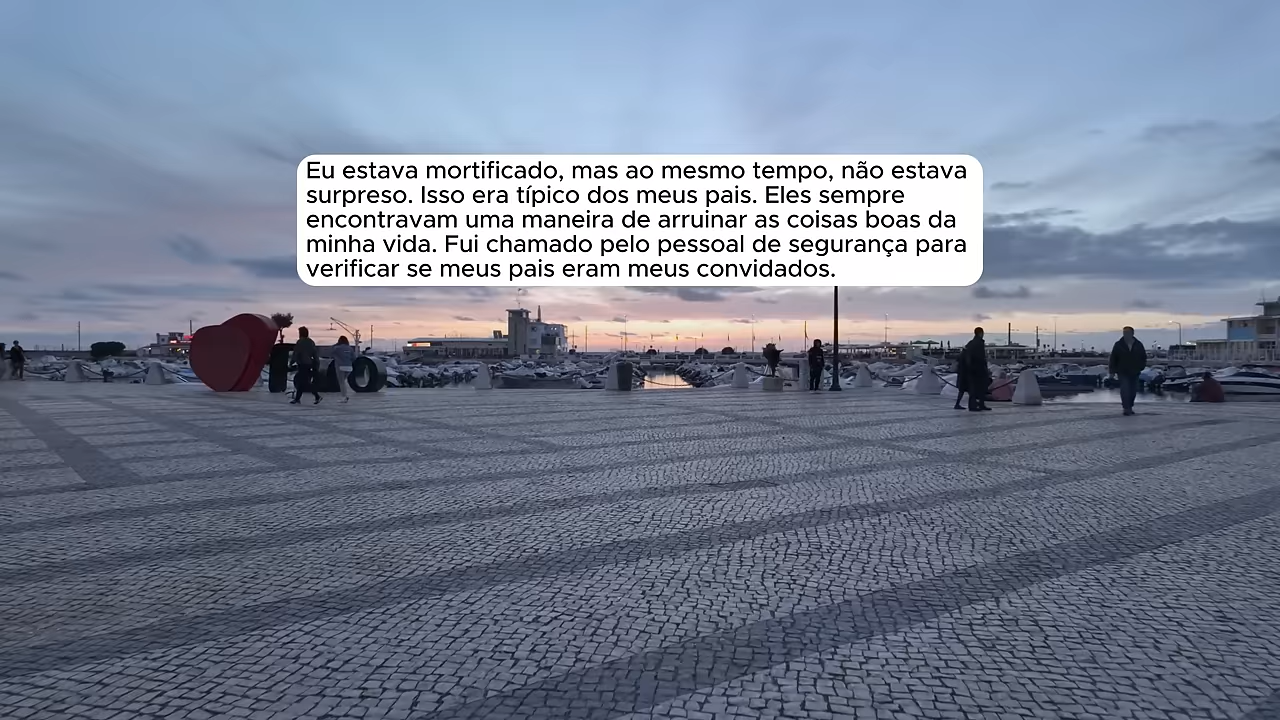 Eu estava mortificado, mas ao mesmo tempo, não estava
surpreso. Isso era típico dos meus pais. Eles sempre
encontravam uma maneira de arruinar as coisas boas da
minha vida. Fui chamado pelo pessoal de segurança para
verificar se meus pais eram meus convidados.